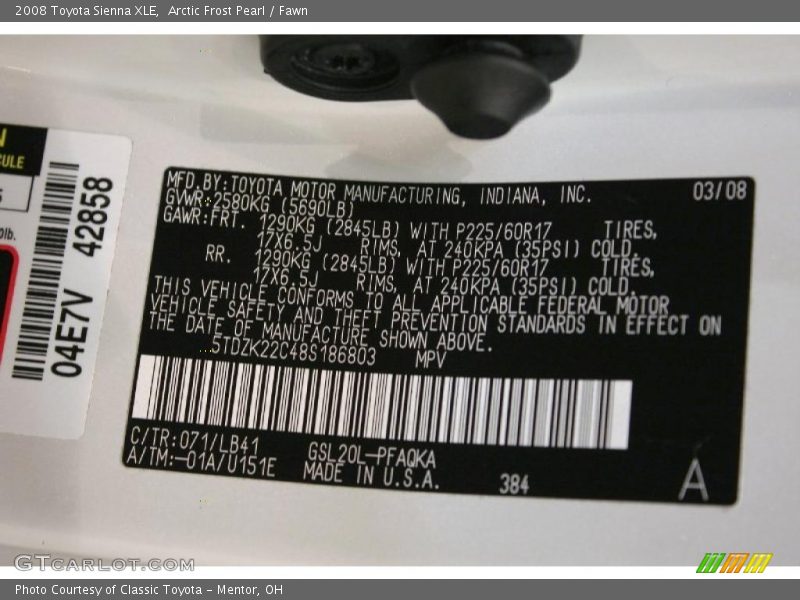 2008 Toyota Sienna XLE,  Arctic Frost Pearl / Fawn
lb.
04E7V 42858
MFD.BY:TOYOTA MOTOR MANUFACTURING, INDIANA, INC. 03/08
GVWR:2580KG (5690LB)
GAWR:FRT. 1290KG (2845LB) WITH P225/60R17 TIRES,
17X6.5J RIMS, AT 240KPA (35PSI) COLD.
RR. 1290KG (2845LB) WITH P225/60R17 TIRES,
17X6.5J RIMS, AT 240KPA (35PSI) COLD.
THIS VEHICLE CONFORMS TO ALL APPLICABLE FEDERAL MOTOR
VEHICLE SAFETY AND THEFT PREVENTION STANDARDS IN EFFECT ON
THE DATE OF MANUFACTURE SHOWN ABOVE.
5TDZK22C48S186803 MPV
C/TR:071/LB41 GSL20L-PFAQKA
A/TM:-01A/U151E MADE IN U.S.A. 384 A
GTCARLOT.COM
Photo Courtesy of Classic Toyota - Mentor, OH